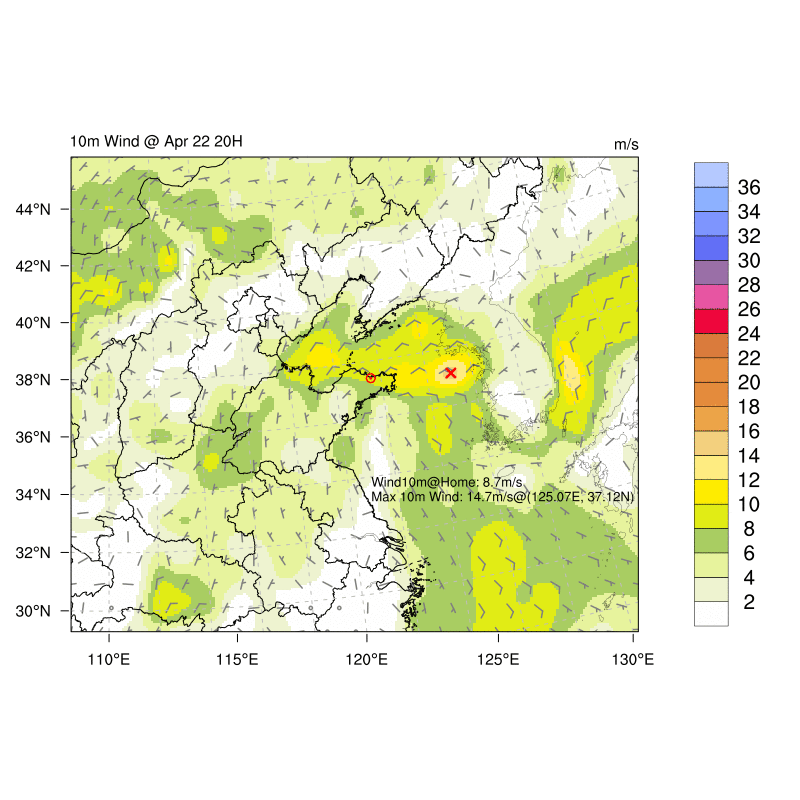 10m Wind @ Apr 22 20H
m/s
44°N
42°N
40°N
38°N
36°N
34°N
32°N
30°N
110°E
115°E
120°E
125°E
130°E
Wind10m@Home: 8.7m/s
Max 10m Wind: 14.7m/s@(125.07E, 37.12N)
36
34
32
30
28
26
24
22
20
18
16
14
12
10
8
6
4
2